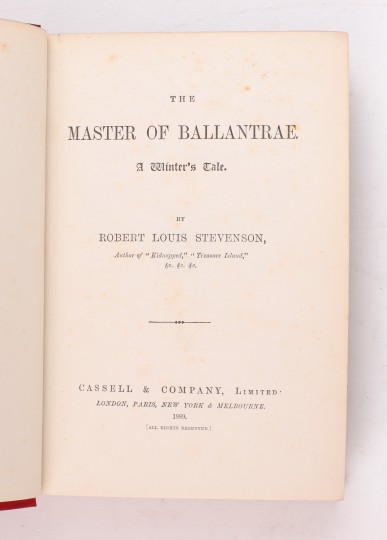 THE
MASTER OF BALLANTRAE.
A Winter's Tale.
BY
ROBERT LOUIS STEVENSON,
Author of "Kidnapped," "Treasure Island,"
&c. &c. &c.
CASSELL & COMPANY, LIMITED:
LONDON, PARIS, NEW YORK & MELBOURNE.
1889.
[ALL RIGHTS RESERVED.]